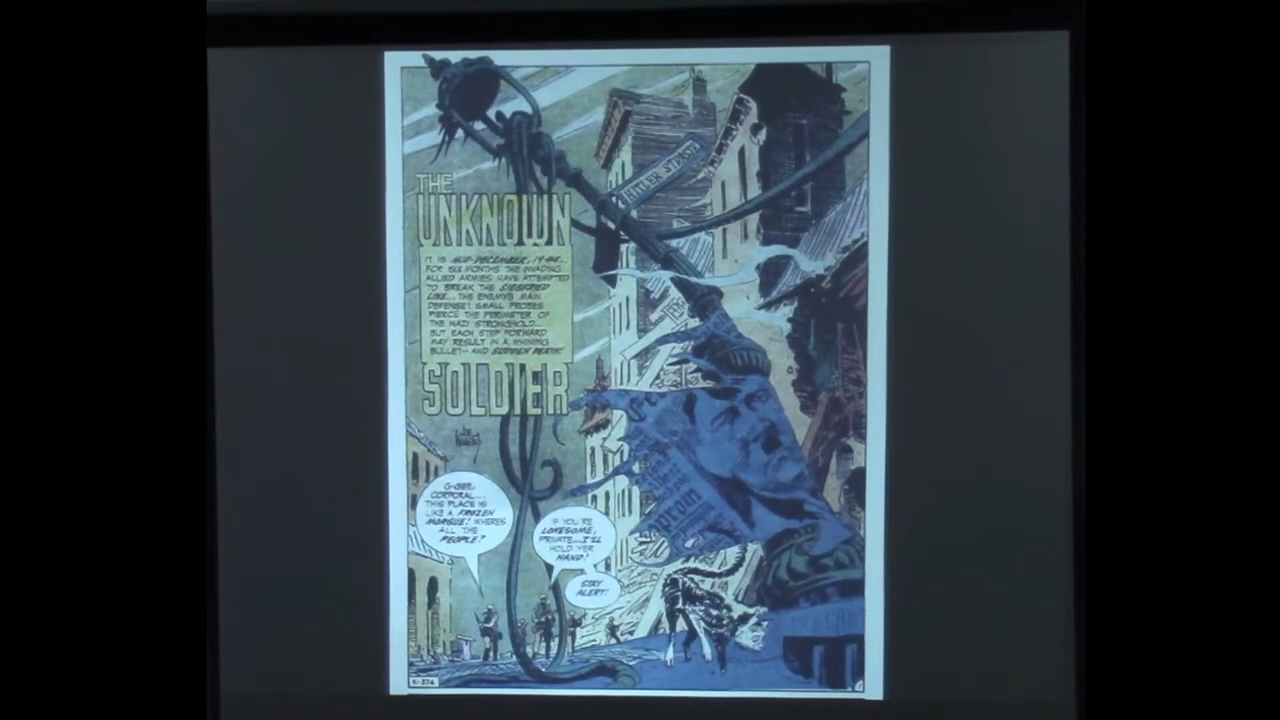 THE
UNKNOWN
IT IS MID-DECEMBER, 1944...
FOR SIX MONTHS THE INVADING
ALLIED ARMIES HAVE ATTEMPTED
TO BREAK THE SIEGFRIED
LINE... THE ENEMY'S MAIN
DEFENSE! SMALL PROBES
PIERCE THE PERIMETER OF
THE NAZI STRONGHOLD...
BUT EACH STEP FORWARD
MAY RESULT IN A WHINING
BULLET--AND SUDDEN DEATH!
SOLDIER
HITLER STRASSE
G-GEE,
CORPORAL...
THIS PLACE IS
LIKE A FROZEN
MORGUE! WHERE'S
ALL THE
PEOPLE?
IF YOU'RE
LONESOME,
PRIVATE...I'LL
HOLD YER
HAND!
STAY
ALERT!